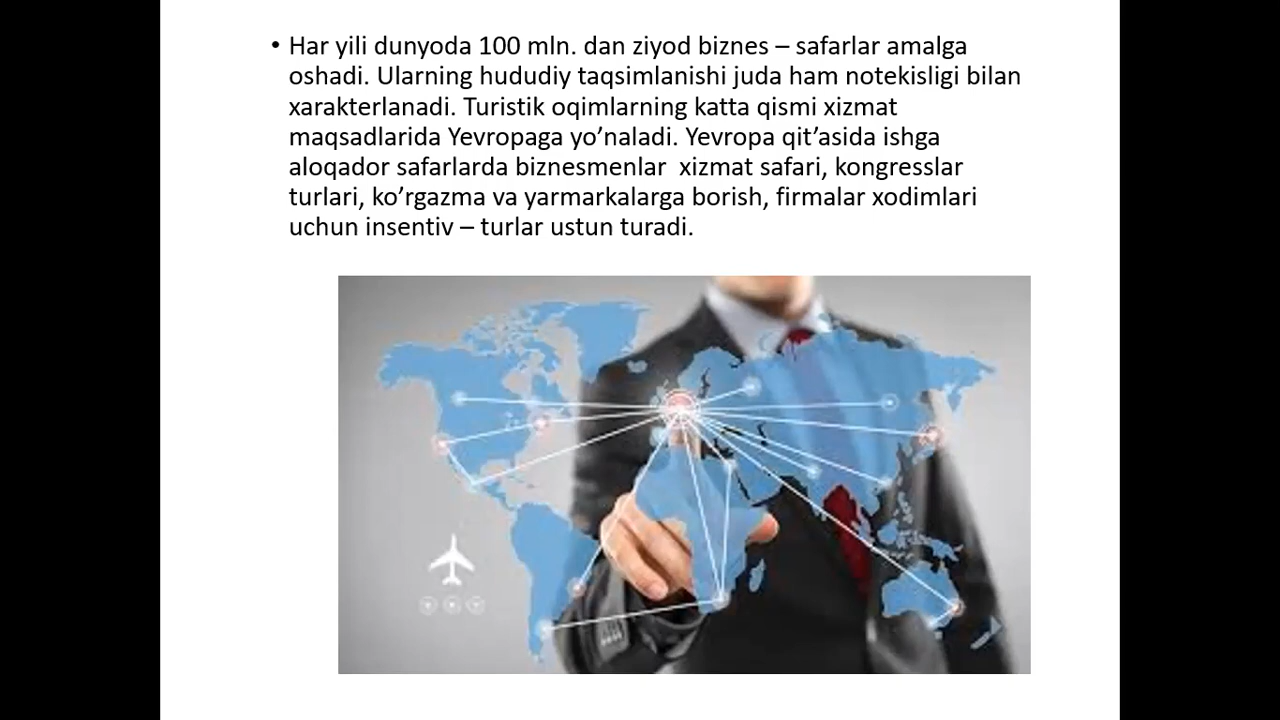 • Har yili dunyoda 100 mln. dan ziyod biznes – safarlar amalga
oshadi. Ularning hududiy taqsimlanishi juda ham notekisligi bilan
xarakterlanadi. Turistik oqimlarning katta qismi xizmat
maqsadlarida Yevropaga yo’naladi. Yevropa qit’asida ishga
aloqador safarlarda biznesmenlar  xizmat safari, kongresslar
turlari, ko’rgazma va yarmarkalarga borish, firmalar xodimlari
uchun insentiv – turlar ustun turadi.